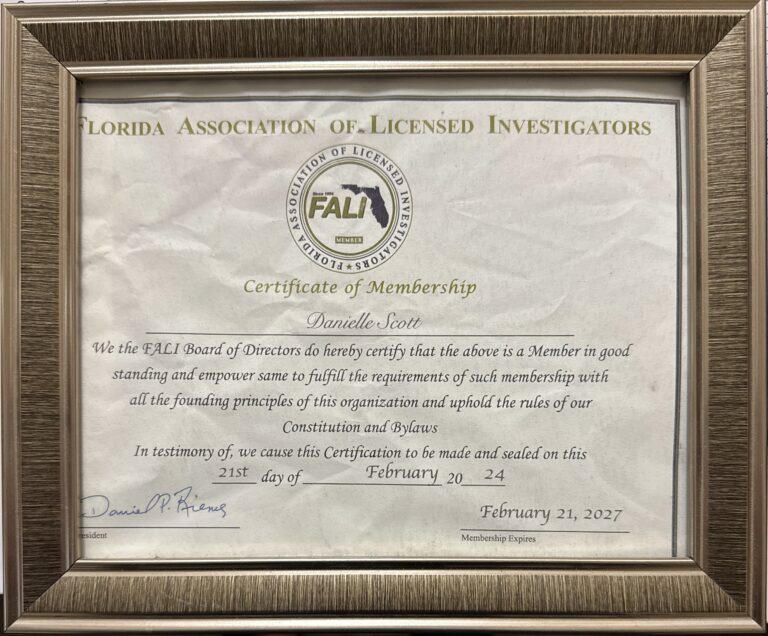 FLORIDA ASSOCIATION OF LICENSED INVESTIGATORS
FLORIDA ASSOCIATION OF LICENSED INVESTIGATORS ★
FALI
MEMBER
Certificate of Membership
Danielle Scott
We the FALI Board of Directors do hereby certify that the above is a Member in good
standing and empower same to fulfill the requirements of such membership with
all the founding principles of this organization and uphold the rules of our
Constitution and Bylaws
In testimony of, we cause this Certification to be made and sealed on this
21st day of February 20 24
February 21, 2027
esident
Membership Expires